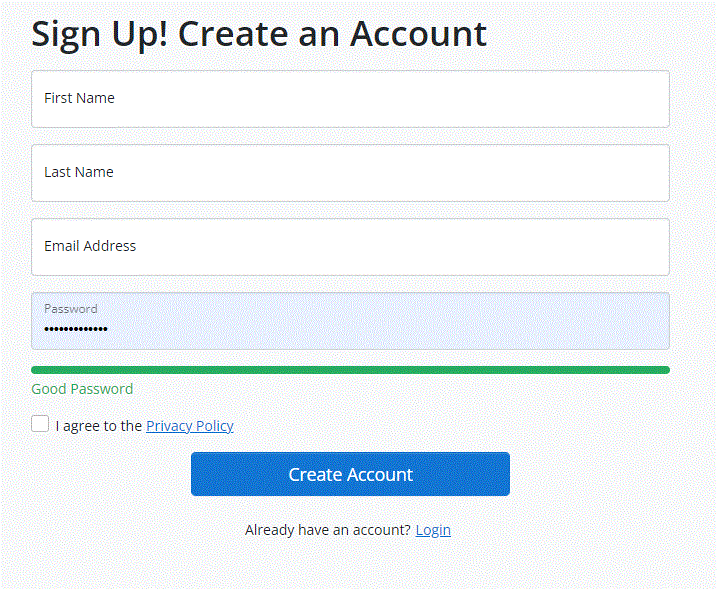 Sign Up! Create an Account
First Name
Last Name
Email Address
Password
•••••••••••••
Good Password
I agree to the Privacy Policy
Create Account
Already have an account? Login